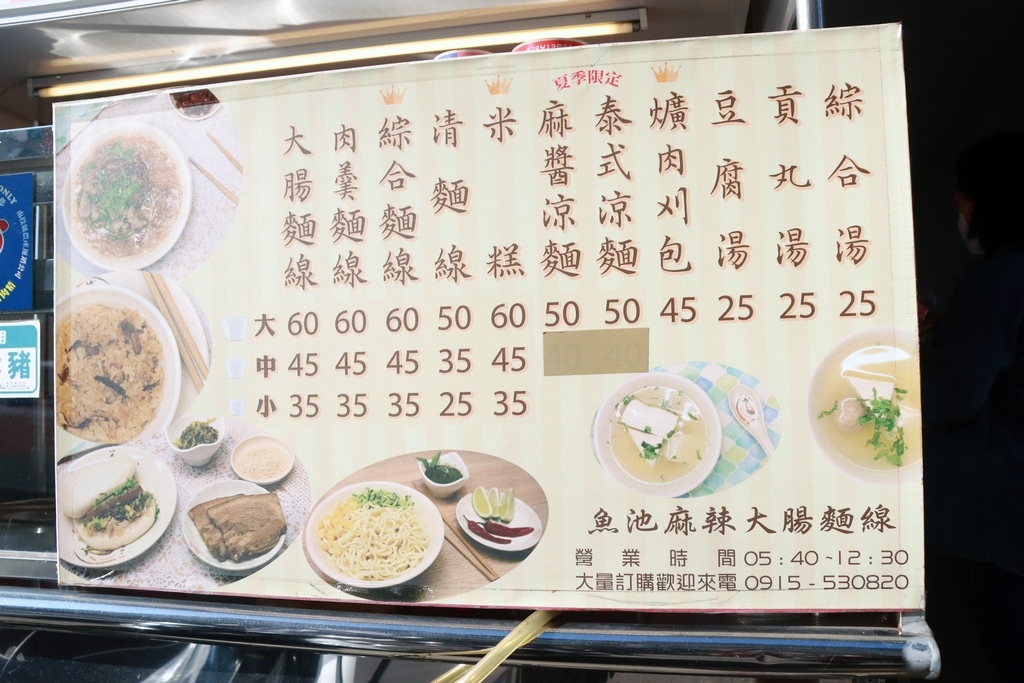 夏季限定
大腸麵線
肉羹麵線
綜合麵線
清麵線
米糕
麻醬涼麵
泰式涼麵
爌肉刈包
豆腐湯
貢丸湯
綜合湯
大 60 60 60 50 60 50 50 45 25 25 25
中 45 45 45 35 45 40 40
小 35 35 35 25 35
魚池麻辣大腸麵線
營業時間 05:40~12:30
大量訂購歡迎來電 0915-530820
ONLY
豬